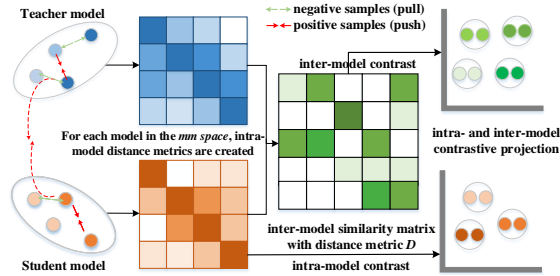 Teacher model
negative samples (pull)
positive samples (push)
inter-model contrast
For each model in the mm space, intra-
model distance metrics are created
intra- and inter-model
contrastive projection
inter-model similarity matrix
with distance metric D
Student model
intra-model contrast